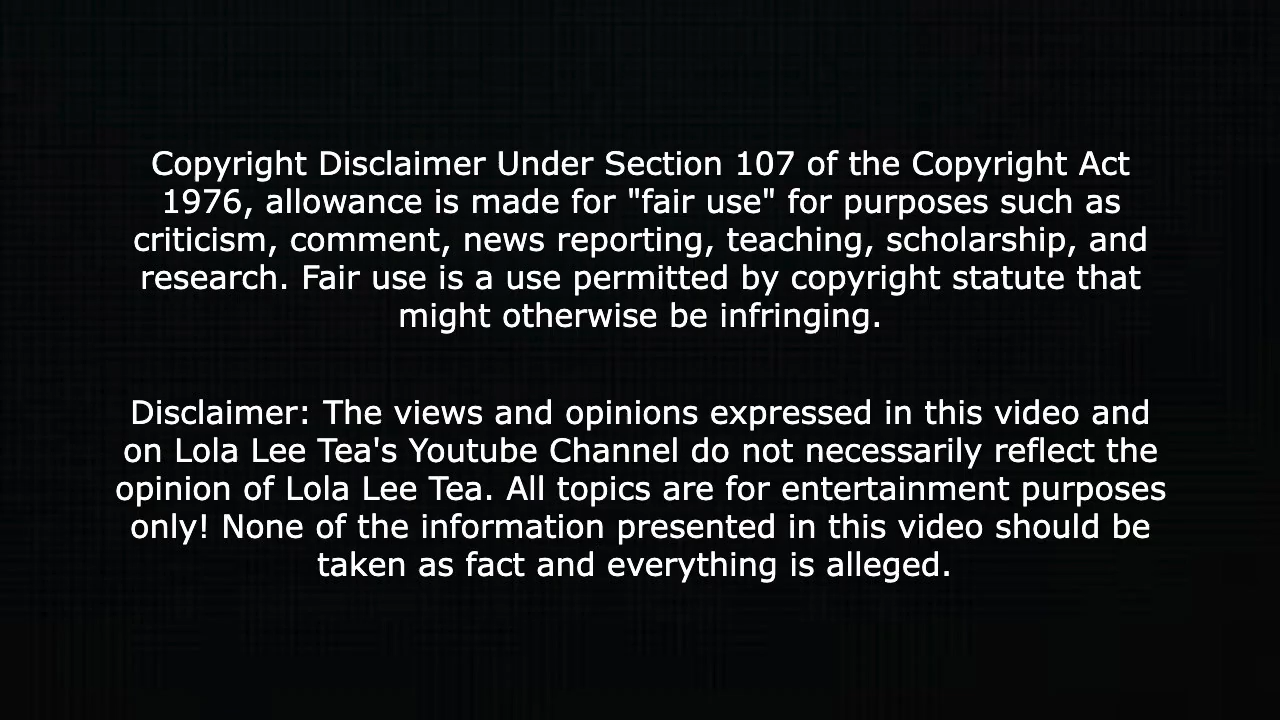 Copyright Disclaimer Under Section 107 of the Copyright Act
1976, allowance is made for "fair use" for purposes such as
criticism, comment, news reporting, teaching, scholarship, and
research. Fair use is a use permitted by copyright statute that
might otherwise be infringing.
Disclaimer: The views and opinions expressed in this video and
on Lola Lee Tea's Youtube Channel do not necessarily reflect the
opinion of Lola Lee Tea. All topics are for entertainment purposes
only! None of the information presented in this video should be
taken as fact and everything is alleged.